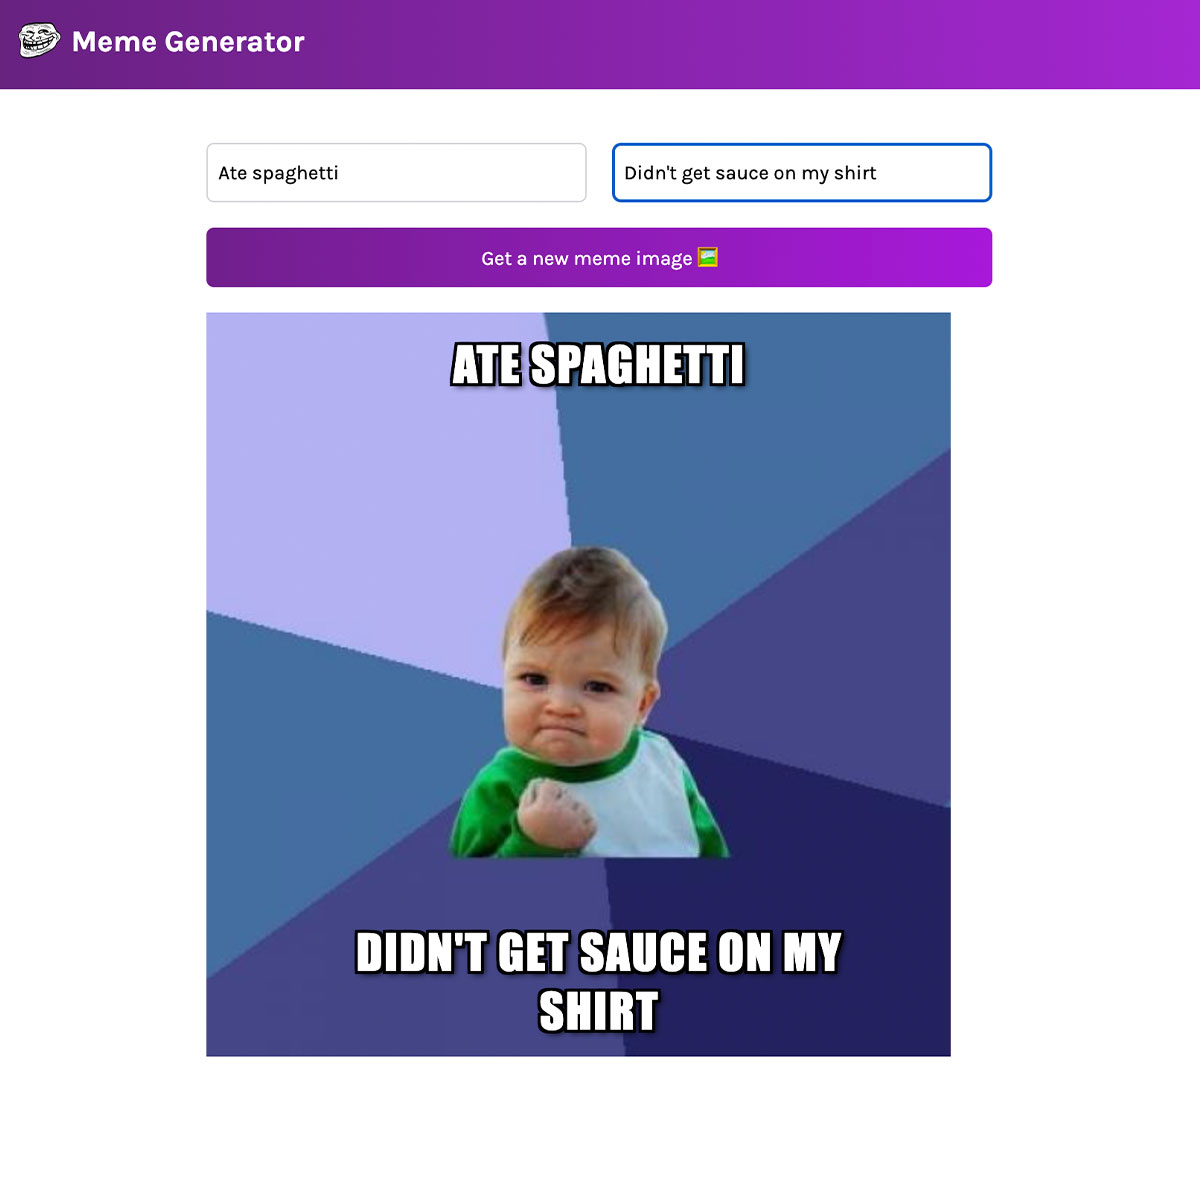 Meme Generator
Ate spaghetti
Didn't get sauce on my shirt
Get a new meme image 🖼️
ATE SPAGHETTI
DIDN'T GET SAUCE ON MY
SHIRT